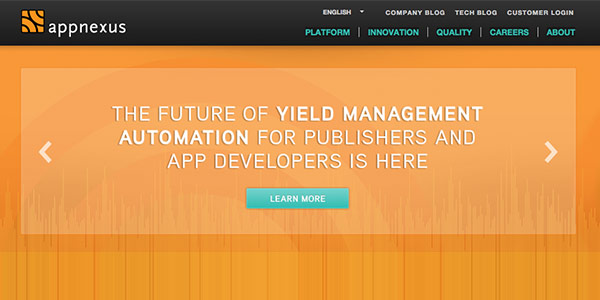 ENGLISH
COMPANY BLOG TECH BLOG CUSTOMER LOGIN
appnexus
PLATFORM INNOVATION QUALITY CAREERS ABOUT
THE FUTURE OF YIELD MANAGEMENT
AUTOMATION FOR PUBLISHERS AND
APP DEVELOPERS IS HERE
LEARN MORE